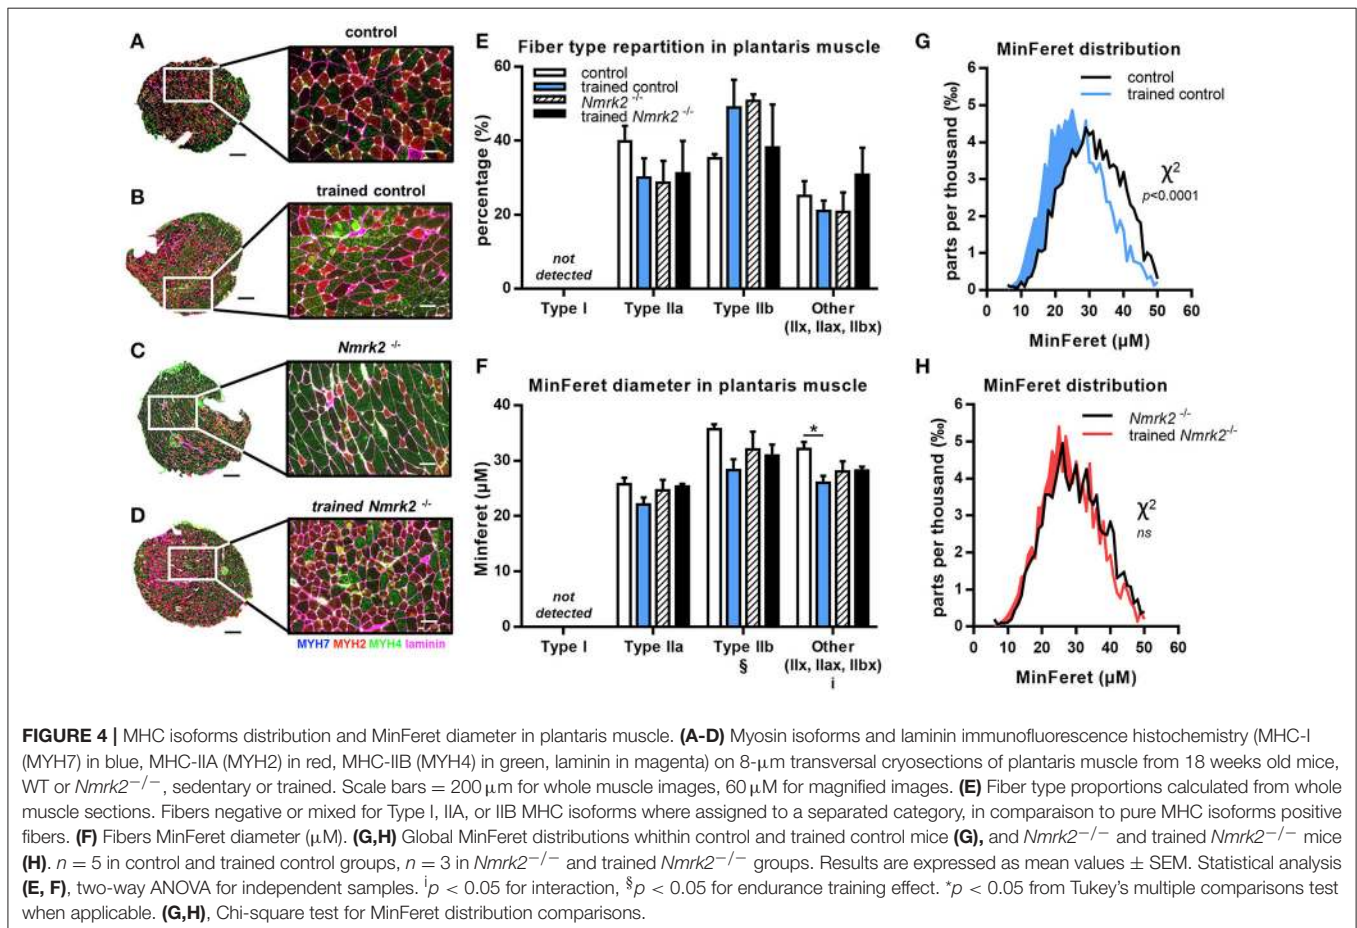 A
control
B
trained control
C
Nmrk2 -/-
D
trained Nmrk2 -/-
MYH7 MYH2 MYH4 laminin
E
Fiber type repartition in plantaris muscle
control
trained control
Nmrk2 -/-
trained Nmrk2 -/-
percentage (%)
60
40
20
0
not
detected
Type I Type IIa Type IIb Other
(IIx, IIax, IIbx)
F
MinFeret diameter in plantaris muscle
Minferet (µM)
40
30
20
10
0
*
not
detected
Type I Type IIa Type IIb Other
§ (IIx, IIax, IIbx)
i
G
MinFeret distribution
control
trained control
parts per thousand (‰)
6
5
4
3
2
1
0
χ2
p<0.0001
0 10 20 30 40 50 60
MinFeret (µM)
H
MinFeret distribution
Nmrk2 -/-
trained Nmrk2-/-
parts per thousand (‰)
6
5
4
3
2
1
0
χ2
ns
0 10 20 30 40 50 60
MinFeret (µM)
FIGURE 4 | MHC isoforms distribution and MinFeret diameter in plantaris muscle. (A-D) Myosin isoforms and laminin immunofluorescence histochemistry (MHC-I
(MYH7) in blue, MHC-IIA (MYH2) in red, MHC-IIB (MYH4) in green, laminin in magenta) on 8-µm transversal cryosections of plantaris muscle from 18 weeks old mice,
WT or Nmrk2−/−, sedentary or trained. Scale bars = 200 µm for whole muscle images, 60 µM for magnified images. (E) Fiber type proportions calculated from whole
muscle sections. Fibers negative or mixed for Type I, IIA, or IIB MHC isoforms where assigned to a separated category, in comparaison to pure MHC isoforms positive
fibers. (F) Fibers MinFeret diameter (µM). (G,H) Global MinFeret distributions whithin control and trained control mice (G), and Nmrk2−/− and trained Nmrk2−/− mice
(H). n = 5 in control and trained control groups, n = 3 in Nmrk2−/− and trained Nmrk2−/− groups. Results are expressed as mean values ± SEM. Statistical analysis
(E, F), two-way ANOVA for independent samples. ip < 0.05 for interaction, §p < 0.05 for endurance training effect. *p < 0.05 from Tukey's multiple comparisons test
when applicable. (G,H), Chi-square test for MinFeret distribution comparisons.